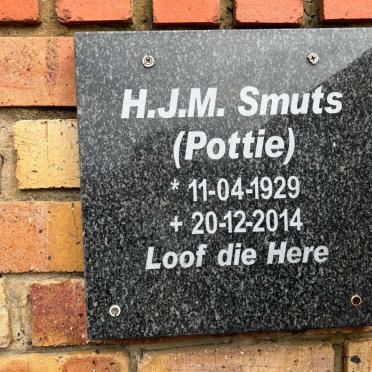 H.J.M. Smuts
(Pottie)
* 11-04-1929
+ 20-12-2014
Loof die Here